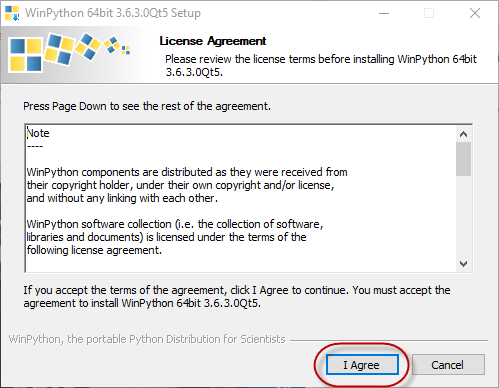 WinPython 64bit 3.6.3.0Qt5 Setup
License Agreement
Please review the license terms before installing WinPython 64bit
3.6.3.0Qt5.
Press Page Down to see the rest of the agreement.
Note
----
WinPython components are distributed as they were received from
their copyright holder, under their own copyright and/or license,
and without any linking with each other.
WinPython software collection (i.e. the collection of software,
libraries and documents) is licensed under the terms of the
following license agreement.
If you accept the terms of the agreement, click I Agree to continue. You must accept the
agreement to install WinPython 64bit 3.6.3.0Qt5.
WinPython, the portable Python Distribution for Scientists
I Agree
Cancel